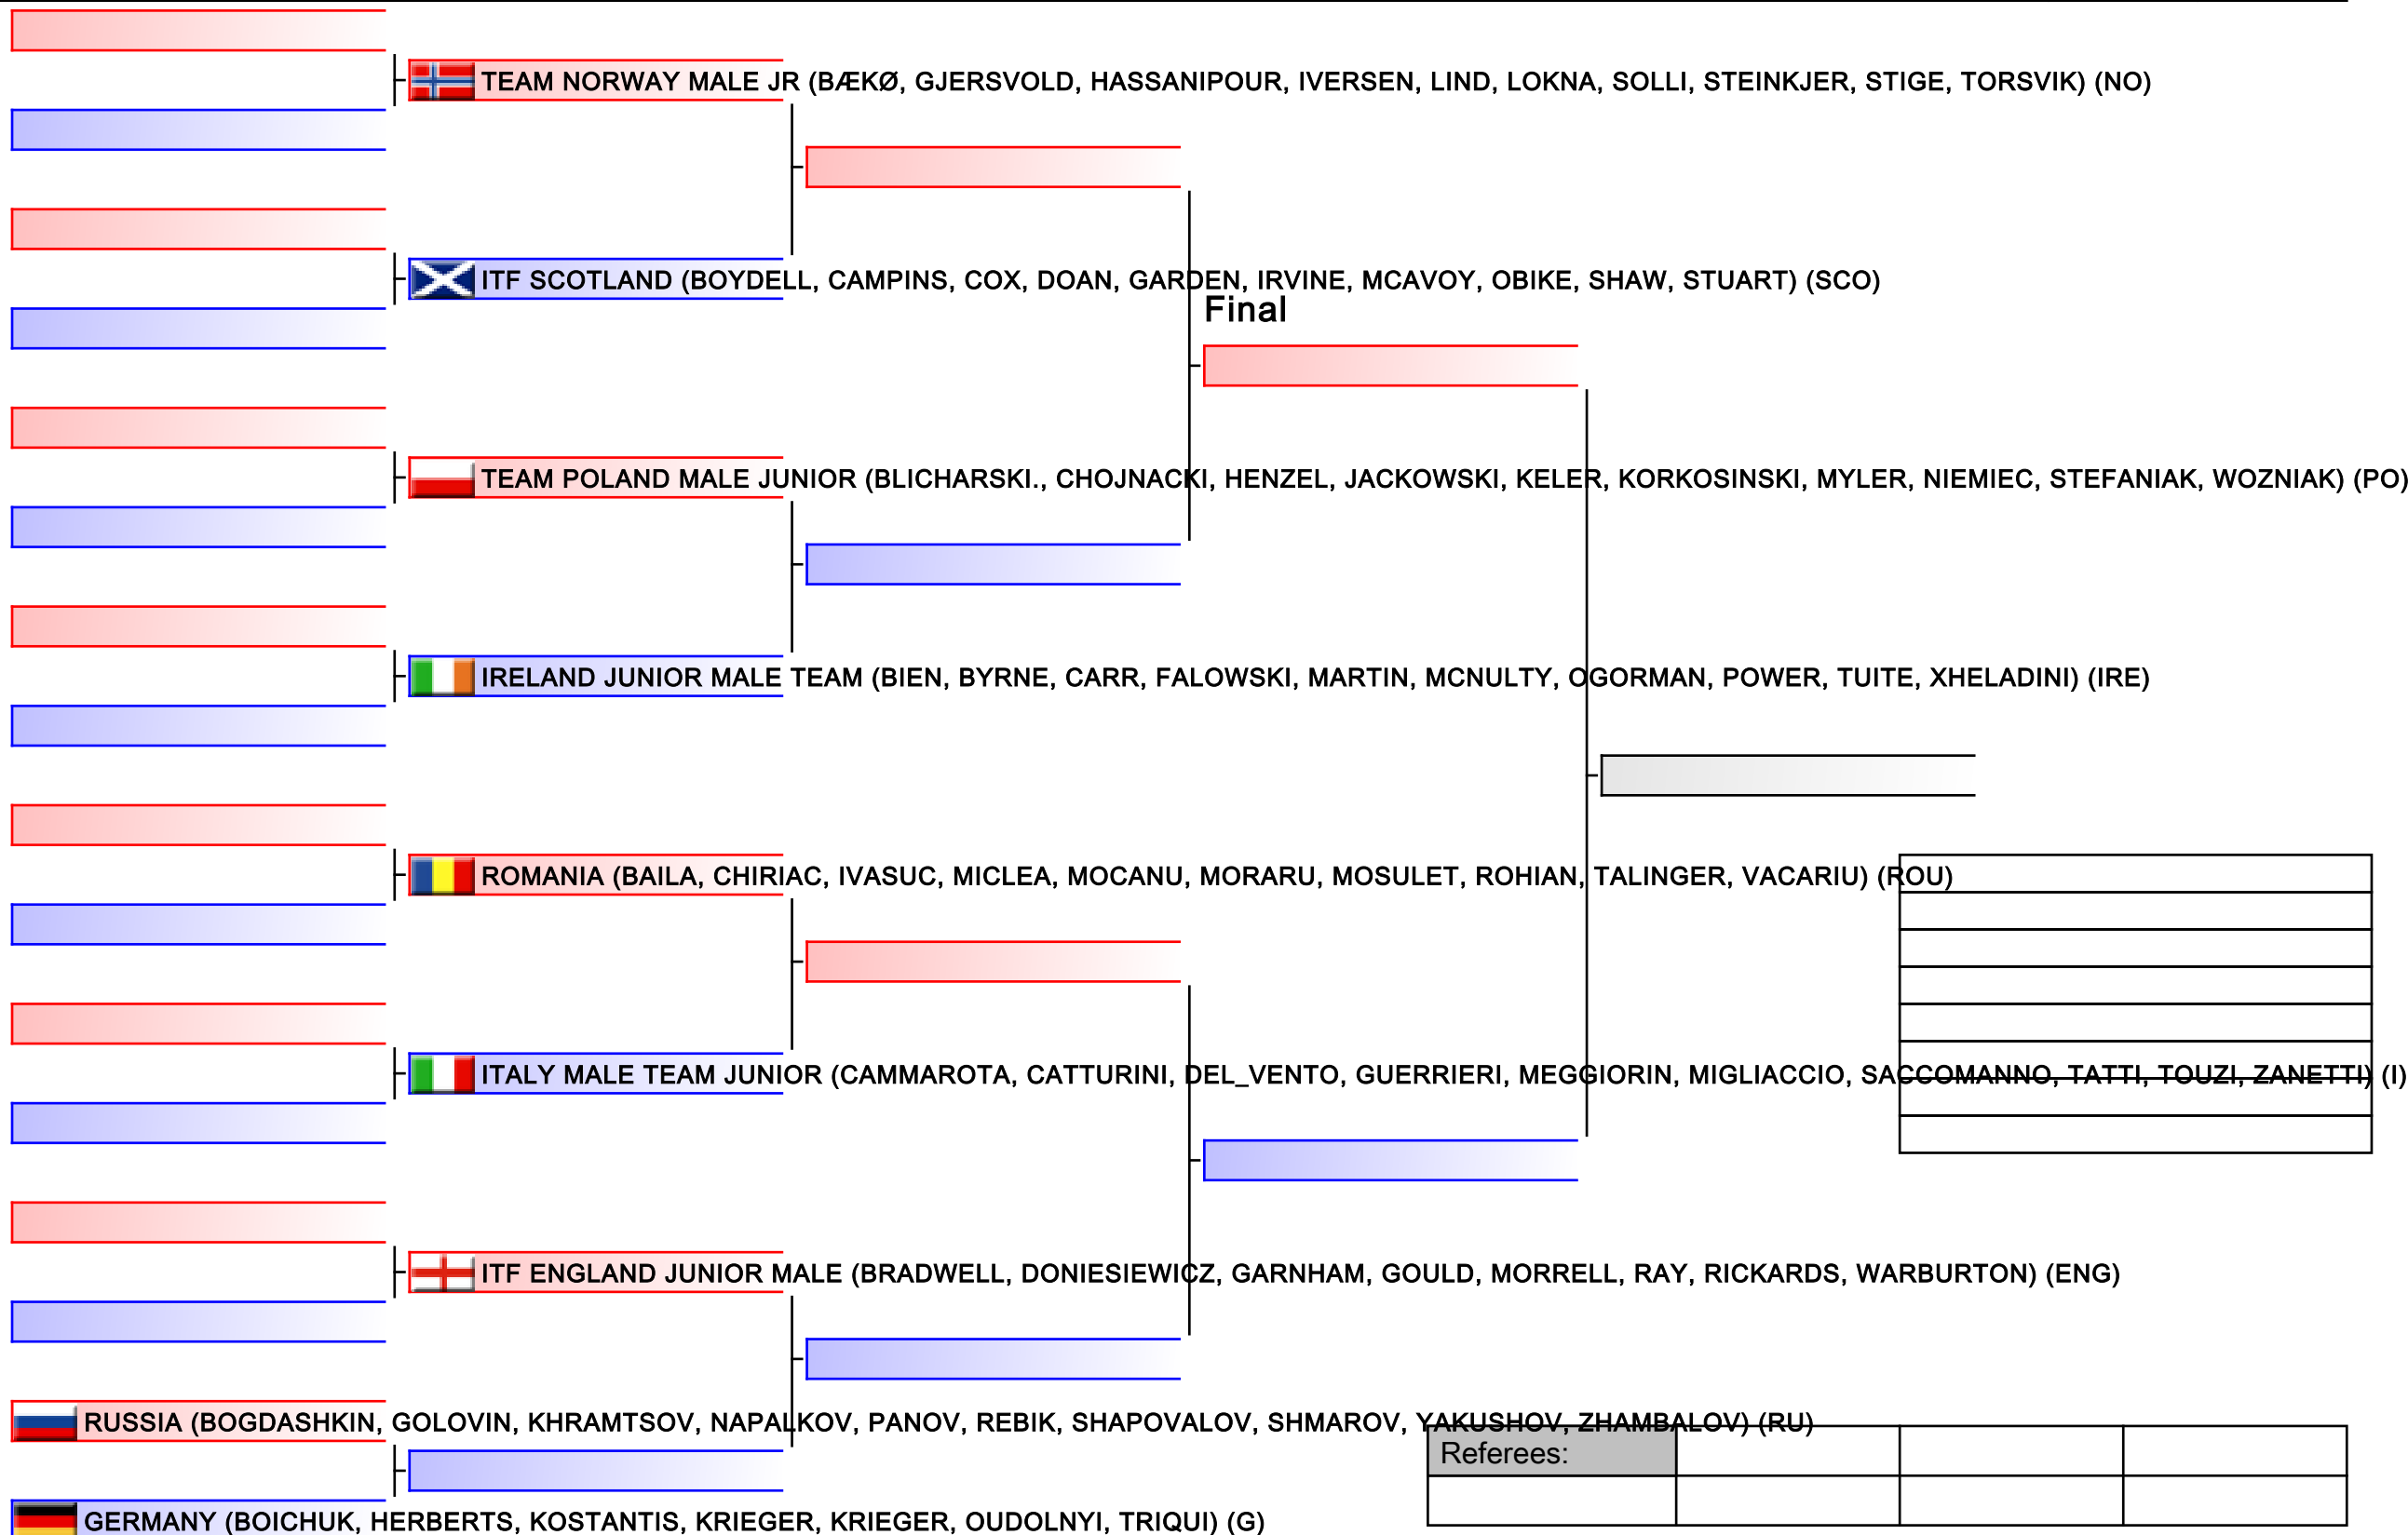 TEAM NORWAY MALE JR (BÆKØ, GJERSVOLD, HASSANIPOUR, IVERSEN, LIND, LOKNA, SOLLI, STEINKJER, STIGE, TORSVIK) (NO)
ITF SCOTLAND (BOYDELL, CAMPINS, COX, DOAN, GARDEN, IRVINE, MCAVOY, OBIKE, SHAW, STUART) (SCO)
Final
TEAM POLAND MALE JUNIOR (BLICHARSKI., CHOJNACKI, HENZEL, JACKOWSKI, KELER, KORKOSINSKI, MYLER, NIEMIEC, STEFANIAK, WOZNIAK) (PO)
IRELAND JUNIOR MALE TEAM (BIEN, BYRNE, CARR, FALOWSKI, MARTIN, MCNULTY, OGORMAN, POWER, TUITE, XHELADINI) (IRE)
ROMANIA (BAILA, CHIRIAC, IVASUC, MICLEA, MOCANU, MORARU, MOSULET, ROHIAN, TALINGER, VACARIU) (ROU)
ITALY MALE TEAM JUNIOR (CAMMAROTA, CATTURINI, DEL_VENTO, GUERRIERI, MEGGIORIN, MIGLIACCIO, SACCOMANNO, TATTI, TOUZI, ZANETTI) (I)
ITF ENGLAND JUNIOR MALE (BRADWELL, DONIESIEWICZ, GARNHAM, GOULD, MORRELL, RAY, RICKARDS, WARBURTON) (ENG)
RUSSIA (BOGDASHKIN, GOLOVIN, KHRAMTSOV, NAPALKOV, PANOV, REBIK, SHAPOVALOV, SHMAROV, YAKUSHOV, ZHAMBALOV) (RU)
Referees:
GERMANY (BOICHUK, HERBERTS, KOSTANTIS, KRIEGER, KRIEGER, OUDOLNYI, TRIQUI) (G)